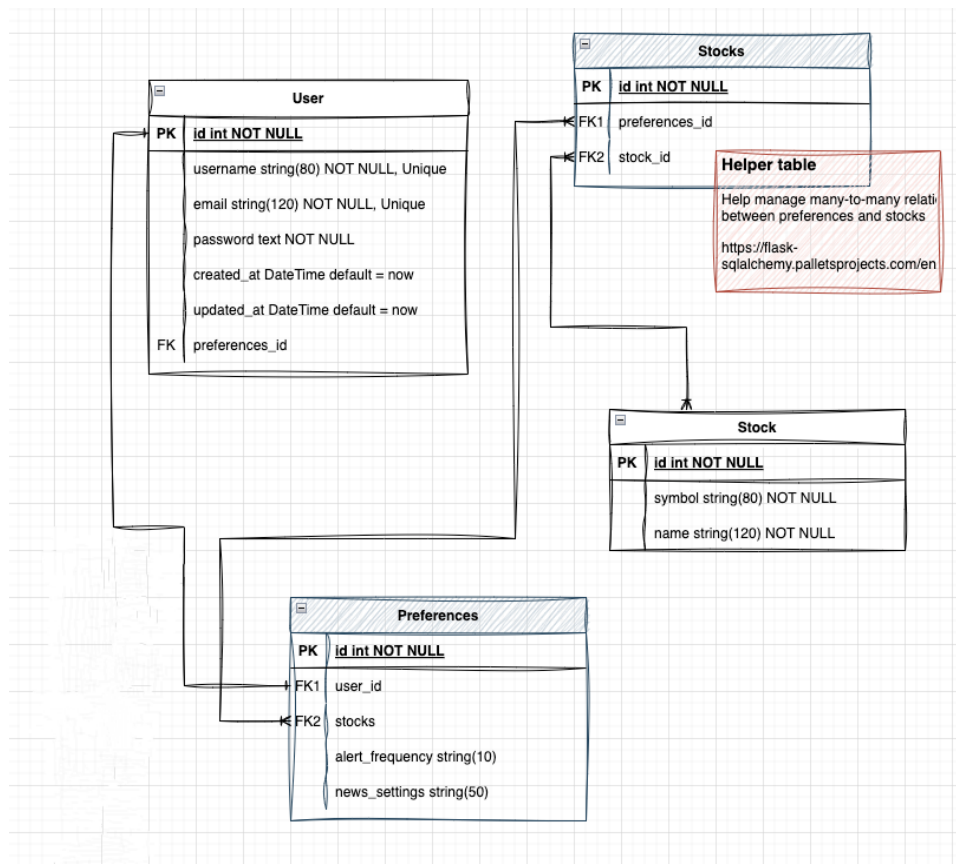 User
PK id int NOT NULL
username string(80) NOT NULL, Unique
email string(120) NOT NULL, Unique
password text NOT NULL
created_at DateTime default = now
updated_at DateTime default = now
FK preferences_id
Stocks
PK id int NOT NULL
FK1 preferences_id
FK2 stock_id
Helper table
Help manage many-to-many relati
between preferences and stocks
https://flask-
sqlalchemy.palletsprojects.com/en
Stock
PK id int NOT NULL
symbol string(80) NOT NULL
name string(120) NOT NULL
Preferences
PK id int NOT NULL
FK1 user_id
FK2 stocks
alert_frequency string(10)
news_settings string(50)